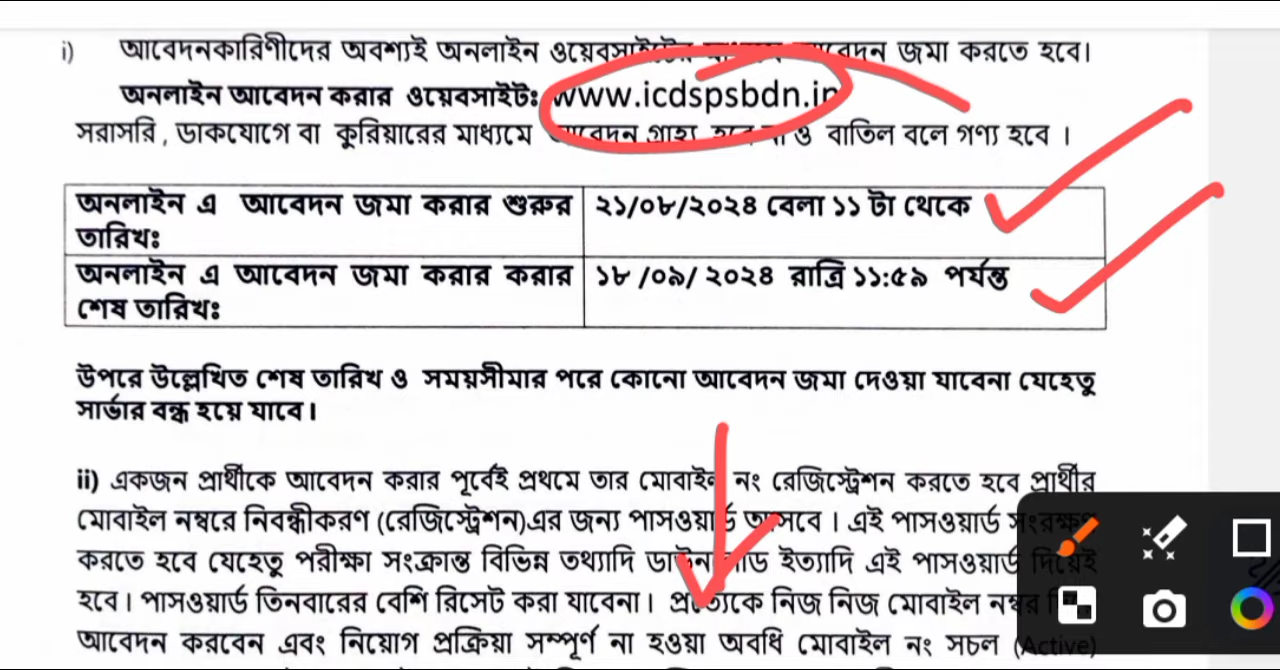 i) আবেদনকারিণীদের অবশ্যই অনলাইন ওয়েবসাইটের মাধ্যমে আবেদন জমা করতে হবে।
অনলাইন আবেদন করার ওয়েবসাইট: www.icdspsbdn.in
সরাসরি , ডাকযোগে বা কুরিয়ারের মাধ্যমে আবেদন গ্রাহ্য হবে না ও বাতিল বলে গণ্য হবে ।
অনলাইন এ আবেদন জমা করার শুরুর তারিখঃ
২১/০৮/২০২৪ বেলা ১১ টা থেকে
অনলাইন এ আবেদন জমা করার করার শেষ তারিখঃ
১৮ /০৯/ ২০২৪ রাত্রি ১১:৫৯ পর্যন্ত
উপরে উল্লেখিত শেষ তারিখ ও সময়সীমার পরে কোনো আবেদন জমা দেওয়া যাবেনা যেহেতু
সার্ভার বন্ধ হয়ে যাবে।
ii) একজন প্রার্থীকে আবেদন করার পূর্বেই প্রথমে তার মোবাইল নং রেজিস্ট্রেশন করতে হবে প্রার্থীর
মোবাইল নম্বরে নিবন্ধীকরণ (রেজিস্ট্রেশন)এর জন্য পাসওয়ার্ড আসবে । এই পাসওয়ার্ড সংরক্ষণ
করতে হবে যেহেতু পরীক্ষা সংক্রান্ত বিভিন্ন তথ্যাদি ডাউনলোড ইত্যাদি এই পাসওয়ার্ড দিয়েই
হবে। পাসওয়ার্ড তিনবারের বেশি রিসেট করা যাবেনা। প্রত্যেকে নিজ নিজ মোবাইল নম্বর
আবেদন করবেন এবং নিয়োগ প্রক্রিয়া সম্পূর্ণ না হওয়া অবধি মোবাইল নং সচল (Active)